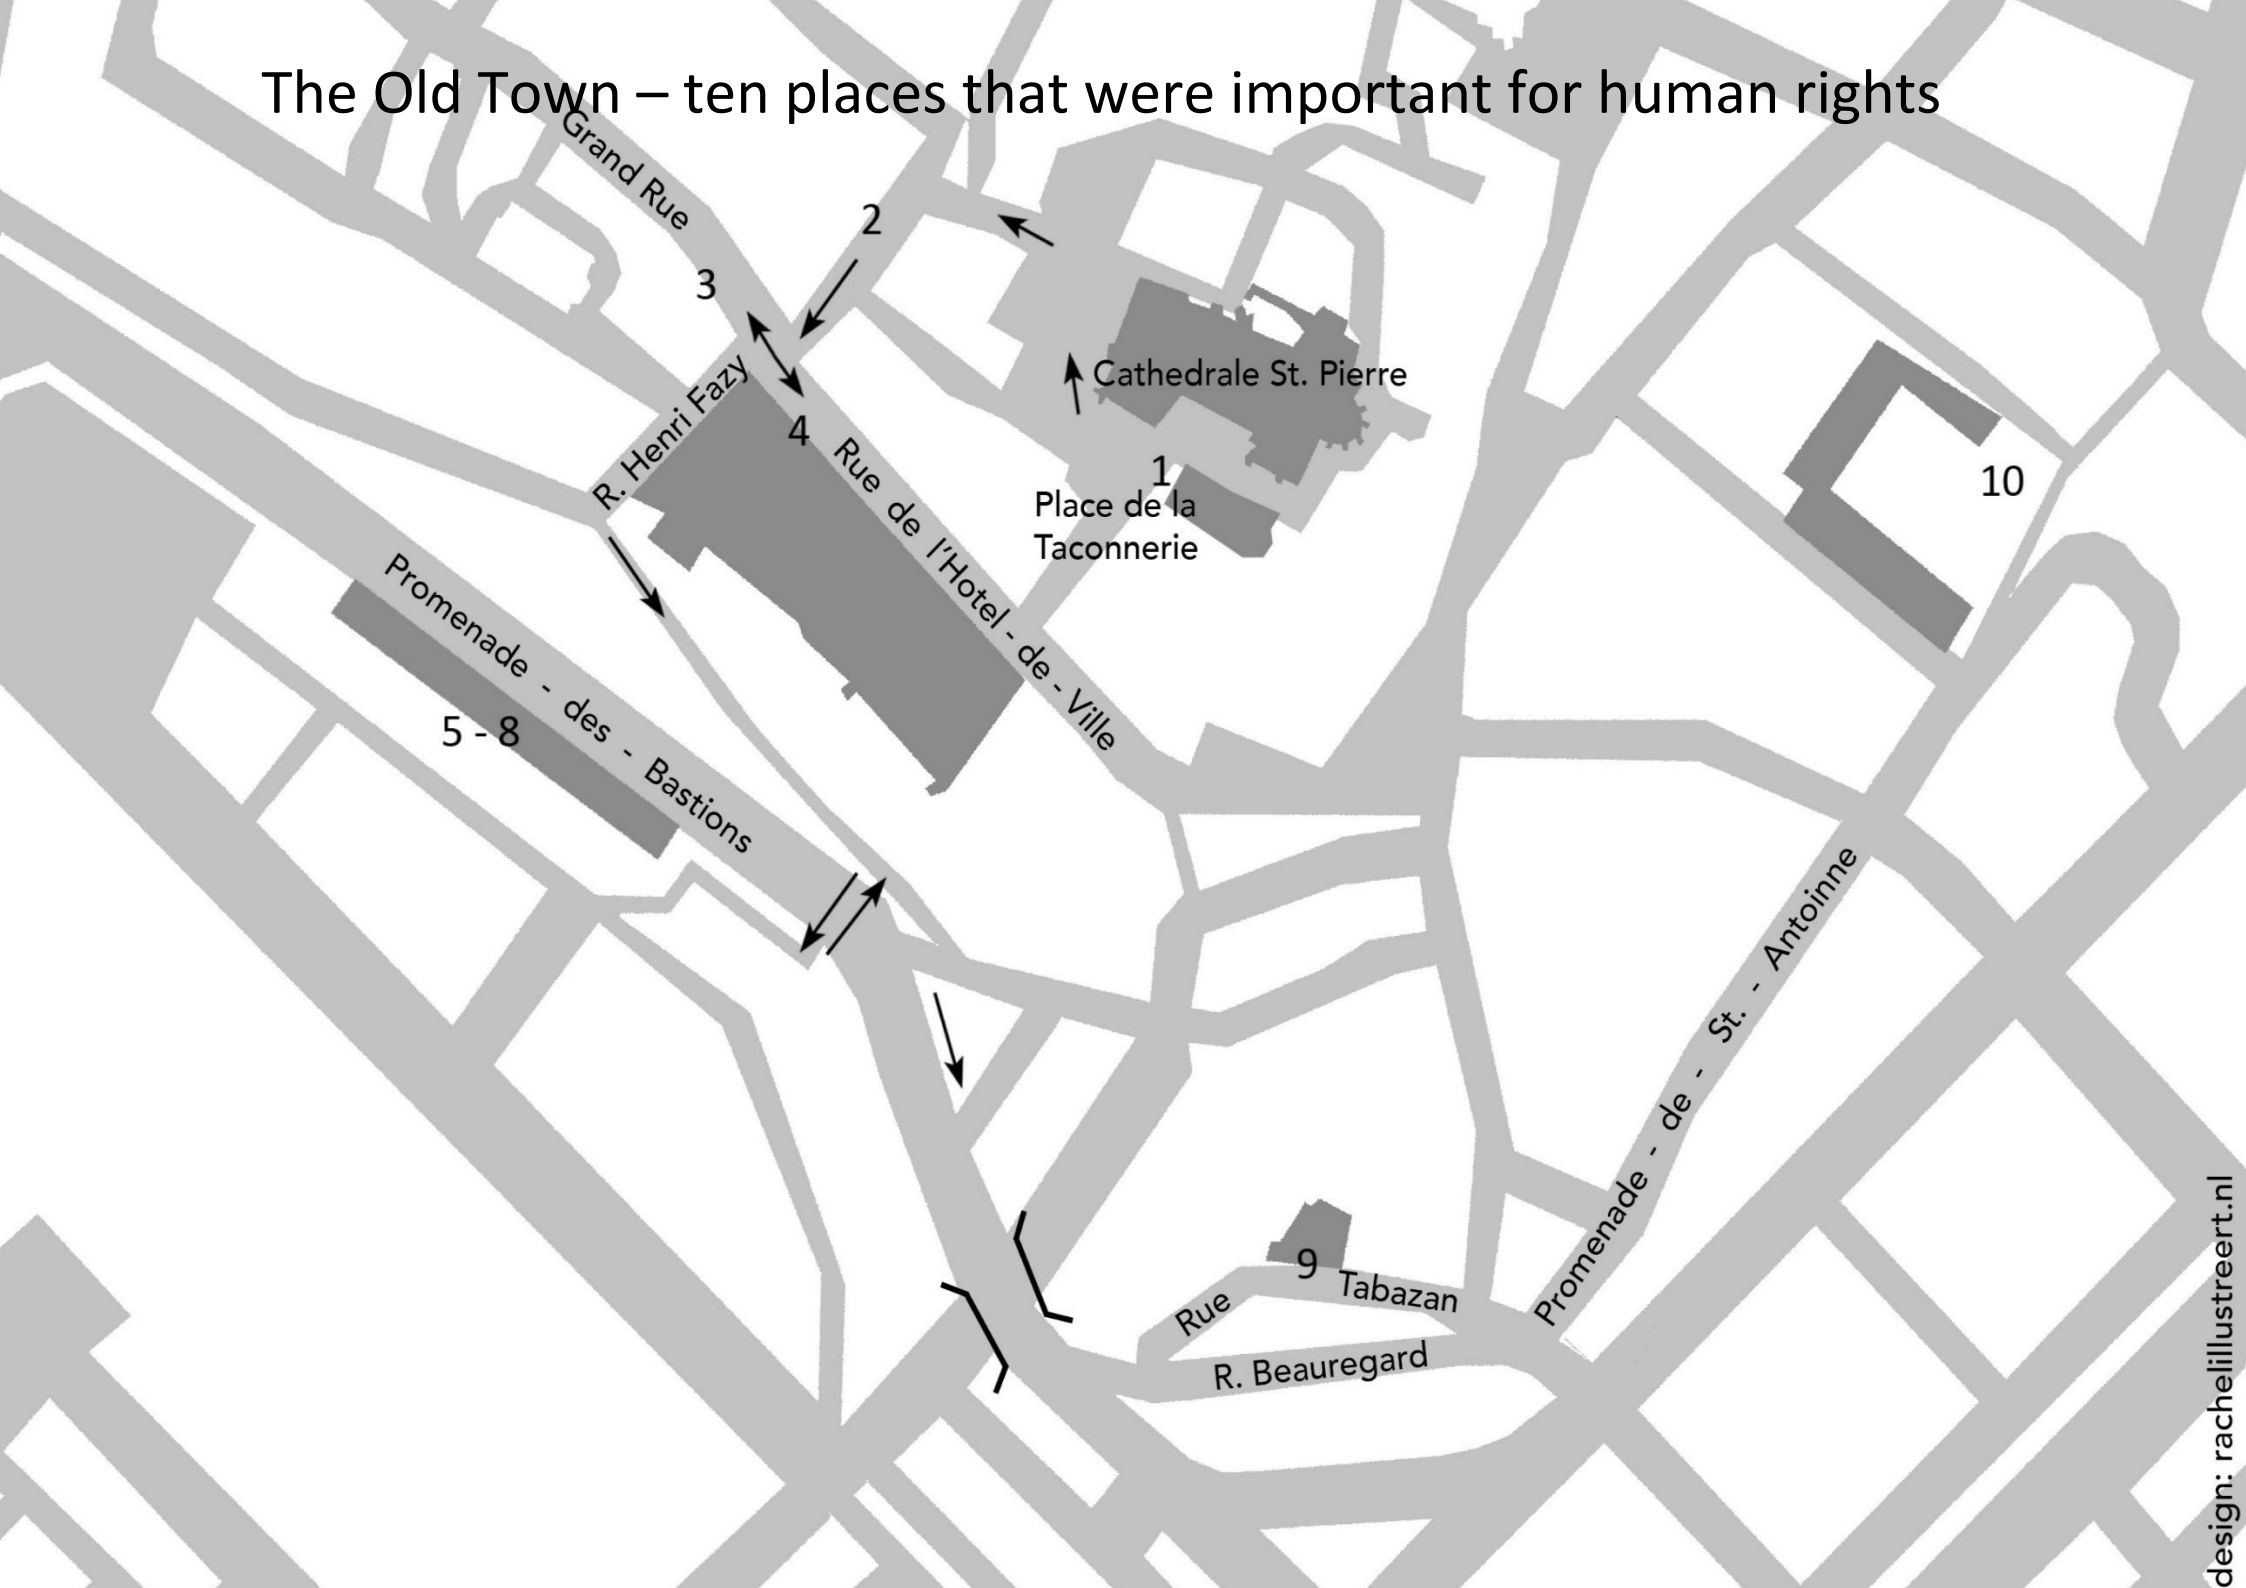 The Old Town – ten places that were important for human rights
Grand Rue
2
3
Cathedrale St. Pierre
R. Henri Fazy
4
Rue de l'Hotel-de-Ville
1
Place de la
Taconnerie
10
Promenade - des - Bastions
5 - 8
Promenade - de - St. - Antoinne
9
Rue Tabazan
R. Beauregard
design: rachelillustreert.nl